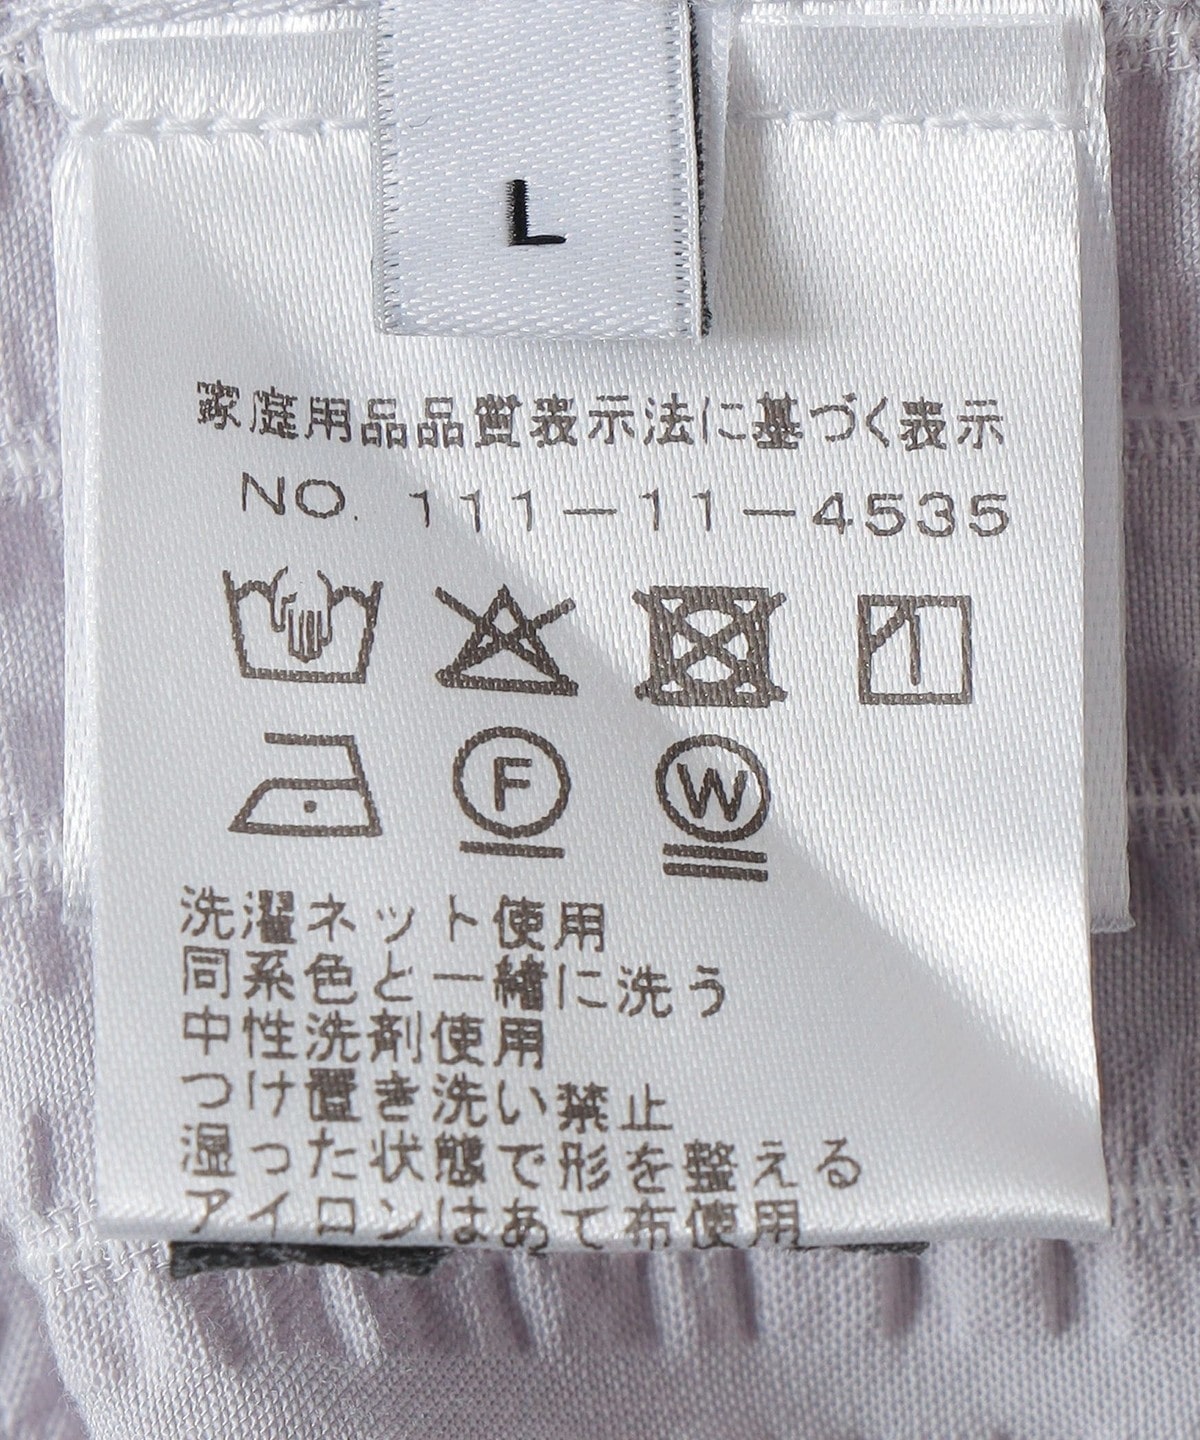 L
家庭用品品質表示法に基づく表示
NO. 111-11-4535
F W
洗濯ネット使用
同系色と一緒に洗う
中性洗剤使用
つけ置き洗い禁止
湿った状態で形を整える
アイロンはあて布使用